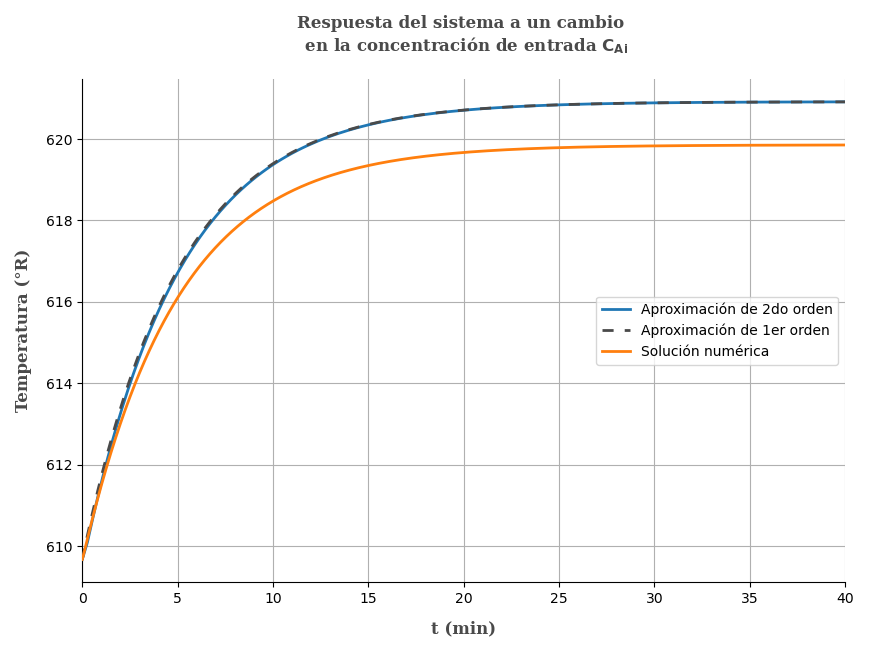 Respuesta del sistema a un cambio
en la concentración de entrada C_Ai
Temperatura (°R)
620
618
616
614
612
610
Aproximación de 2do orden
Aproximación de 1er orden
Solución numérica
0 5 10 15 20 25 30 35 40
t (min)